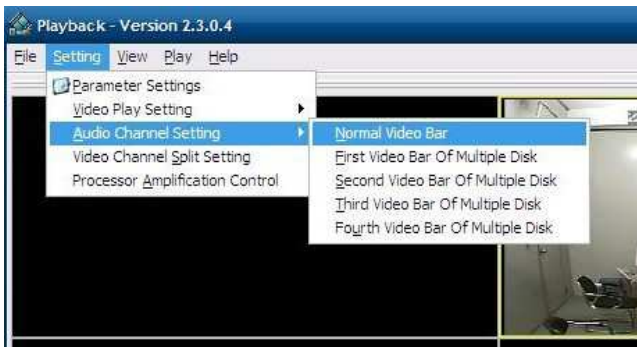 Playback - Version 2.3.0.4
File Setting View Play Help
Parameter Settings
Video Play Setting
Audio Channel Setting
Video Channel Split Setting
Processor Amplification Control
Normal Video Bar
First Video Bar Of Multiple Disk
Second Video Bar Of Multiple Disk
Third Video Bar Of Multiple Disk
Fourth Video Bar Of Multiple Disk